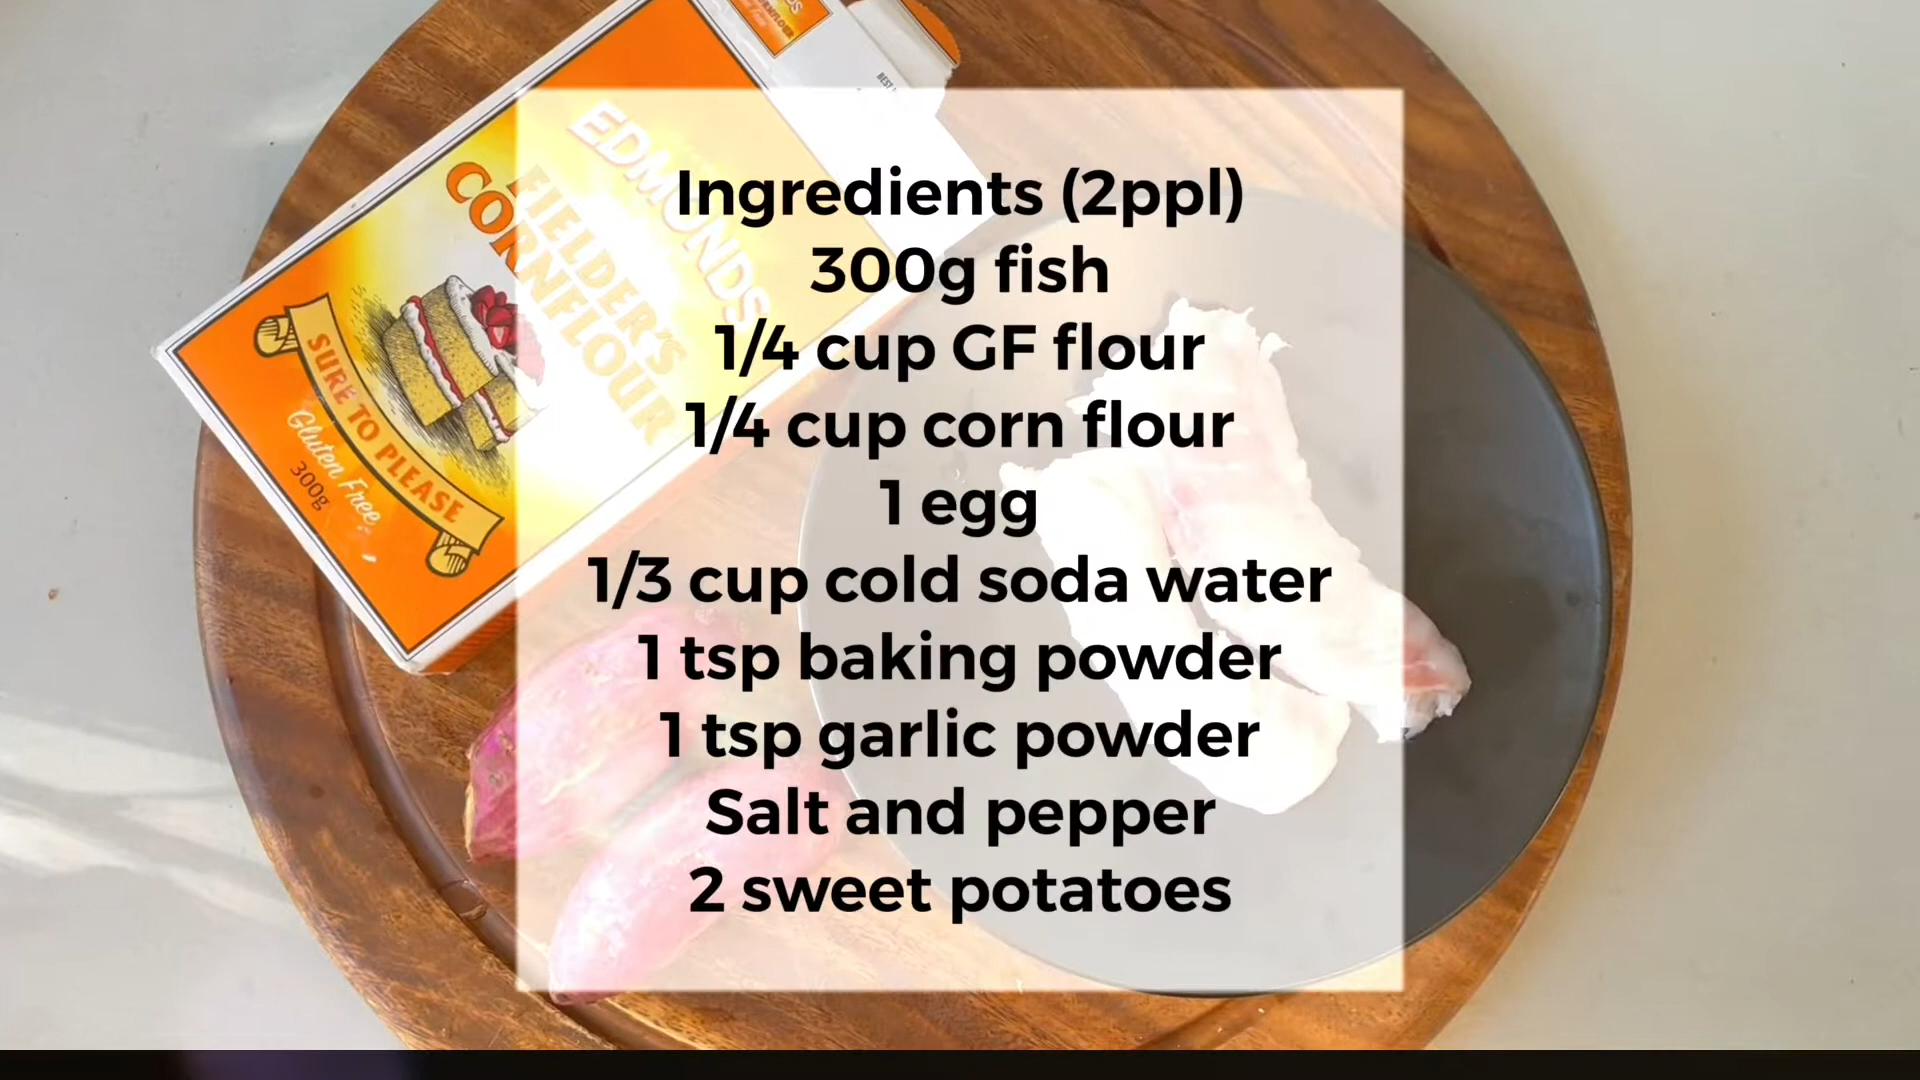 Ingredients (2ppl)
300g fish
1/4 cup GF flour
1/4 cup corn flour
1 egg
1/3 cup cold soda water
1 tsp baking powder
1 tsp garlic powder
Salt and pepper
2 sweet potatoes
EDMONDS
FIELDER'S
CORNFLOUR
SURE TO PLEASE
Gluten Free
300g